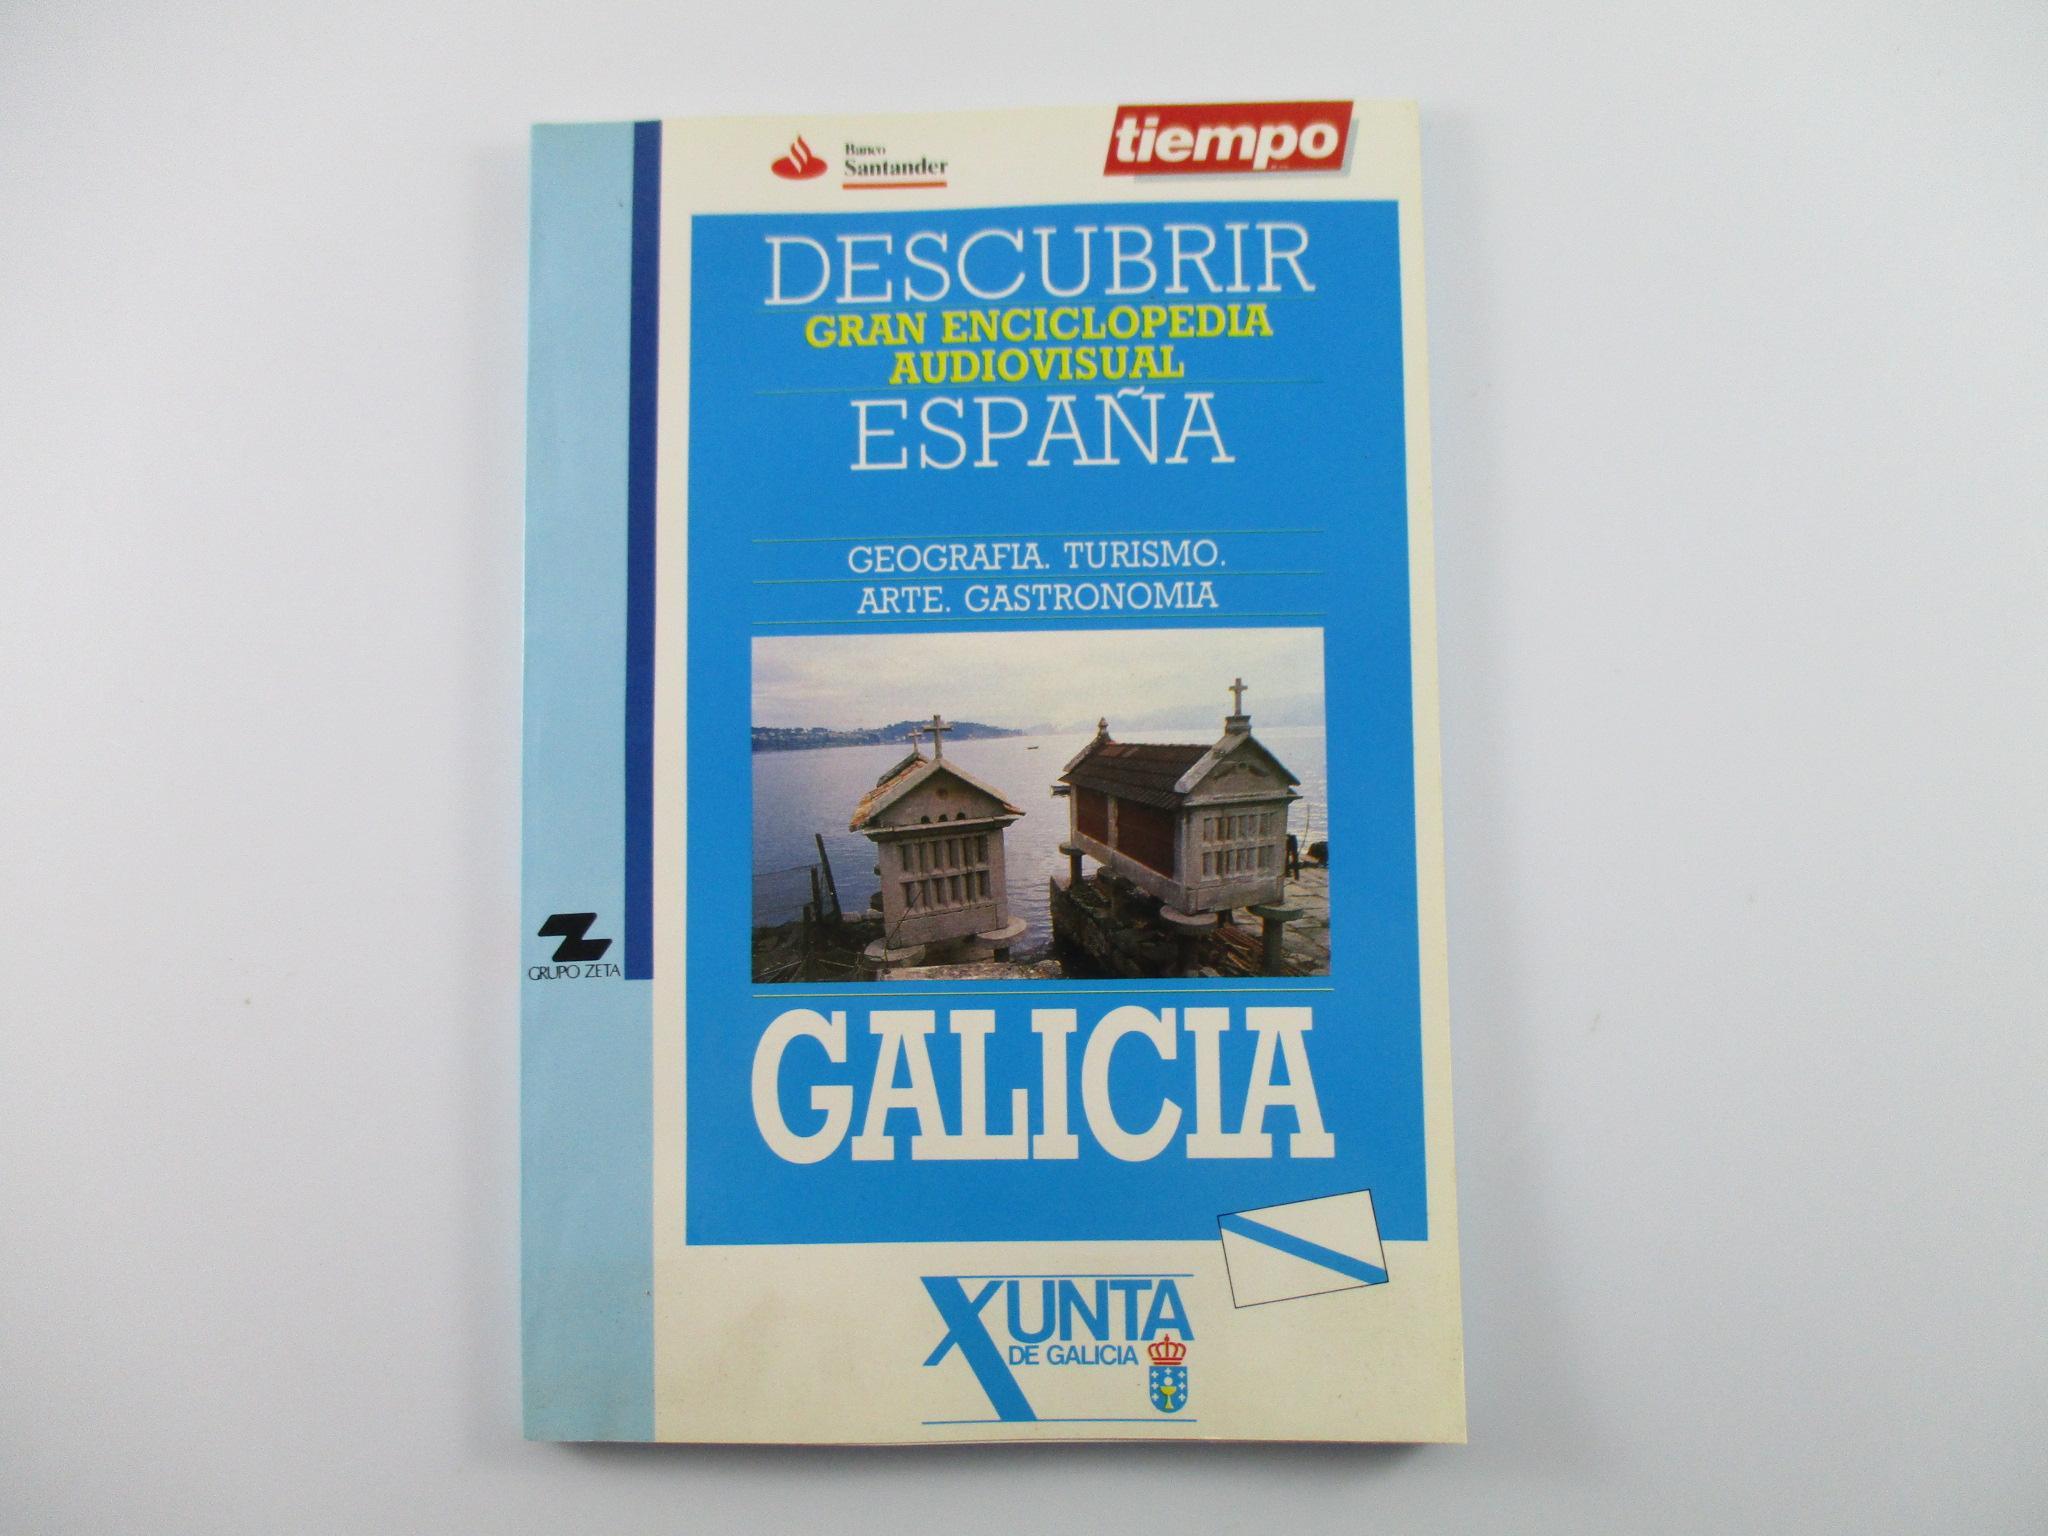 Banco
Santander
tiempo
DESCUBRIR
GRAN ENCICLOPEDIA
AUDIOVISUAL
ESPAÑA
GEOGRAFIA. TURISMO.
ARTE. GASTRONOMIA
GRUPO ZETA
GALICIA
XUNTA
DE GALICIA